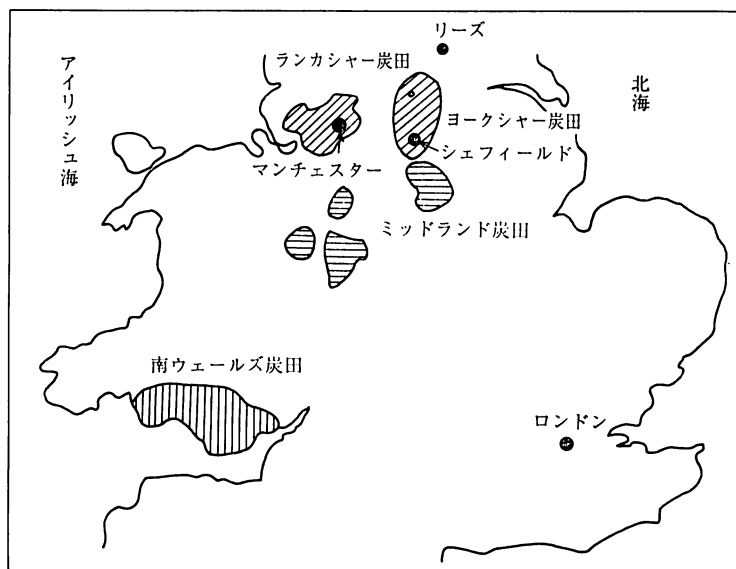 リーズ
ランカシャー炭田
アイリッシュ海
北海
ヨークシャー炭田
シェフィールド
マンチェスター
ミッドランド炭田
南ウェールズ炭田
ロンドン